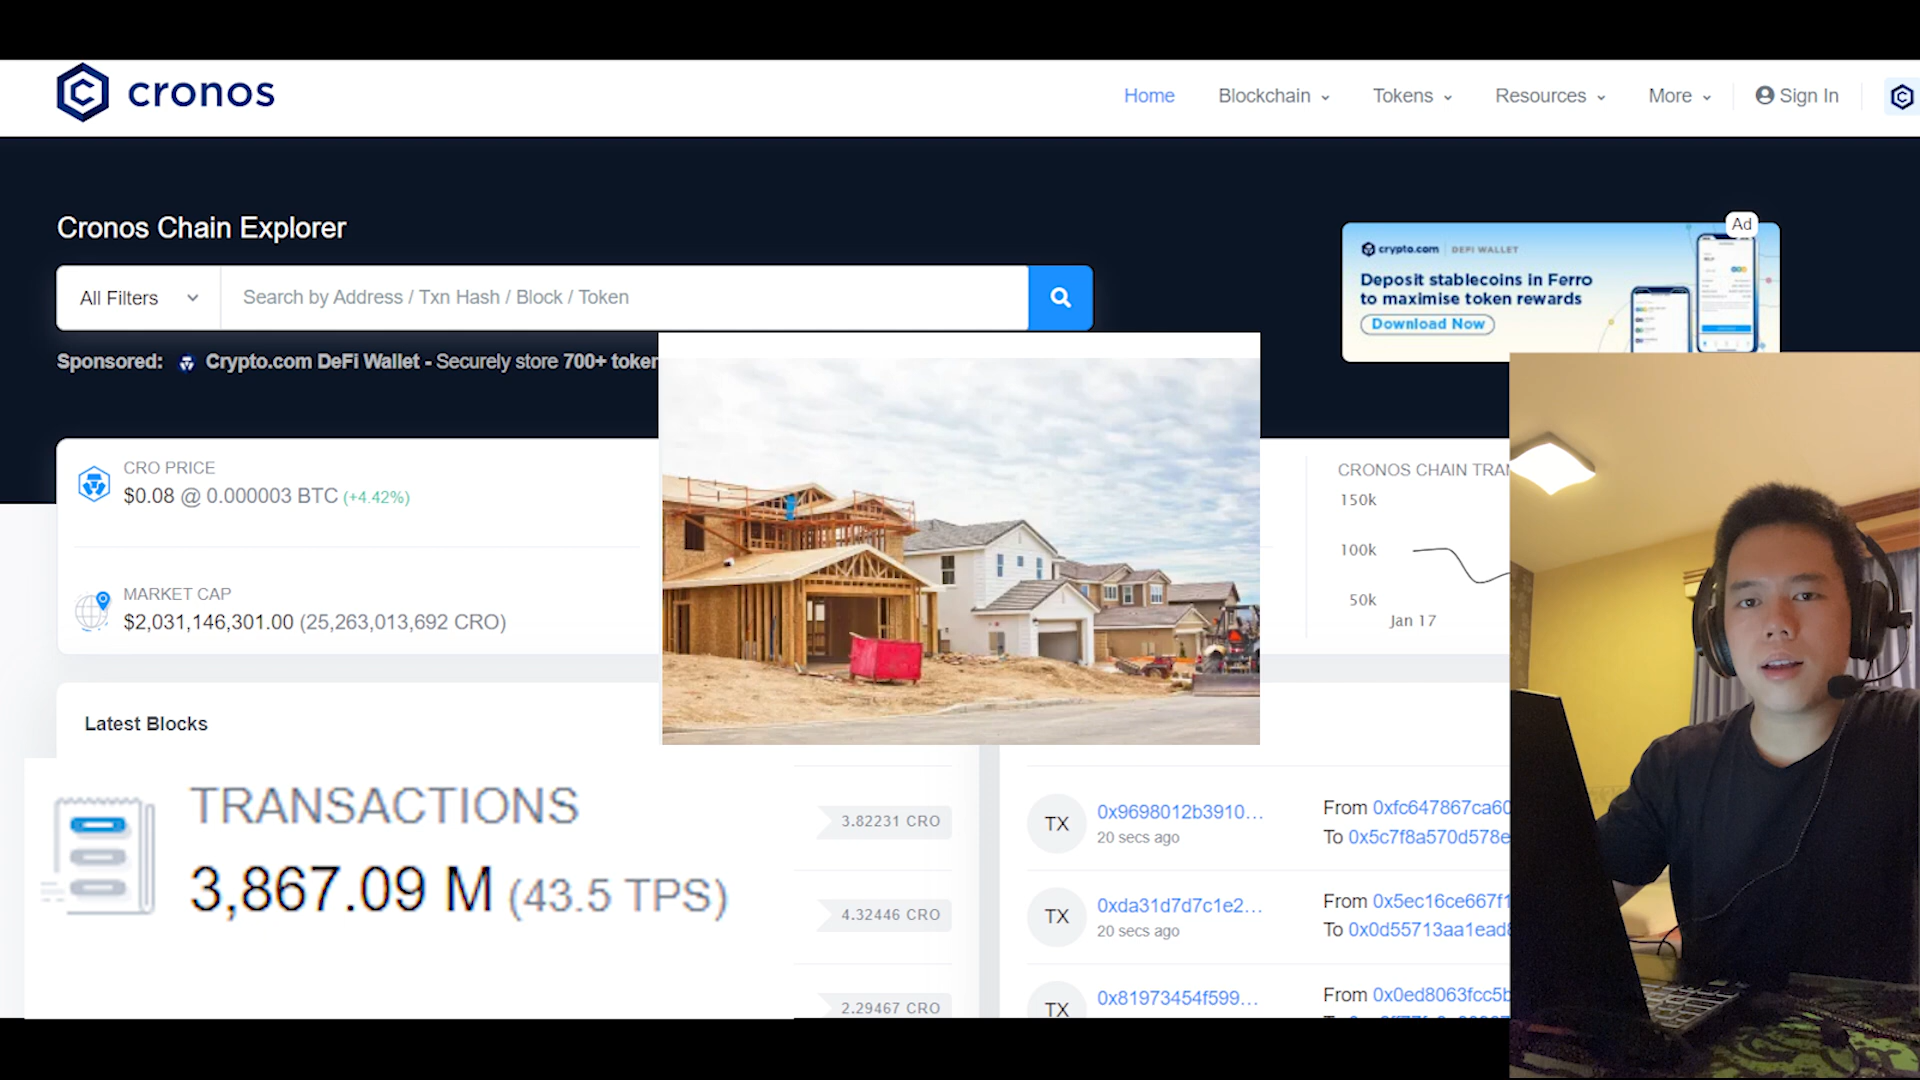 cronos
Home Blockchain Tokens Resources More Sign In
Cronos Chain Explorer
All Filters
Search by Address / Txn Hash / Block / Token
Sponsored: Crypto.com DeFi Wallet - Securely store 700+ token
Ad
crypto.com DEFI WALLET
Deposit stablecoins in Ferro
to maximise token rewards
Download Now
CRO PRICE
$0.08 @ 0.000003 BTC (+4.42%)
MARKET CAP
$2,031,146,301.00 (25,263,013,692 CRO)
CRONOS CHAIN TRA
150k
100k
50k
Jan 17
Latest Blocks
TRANSACTIONS
3,867.09 M (43.5 TPS)
3.82231 CRO
4.32446 CRO
2.29467 CRO
TX
0x9698012b3910...
20 secs ago
From 0xfc647867ca60
To 0x5c7f8a570d578e
TX
0xda31d7d7c1e2...
20 secs ago
From 0x5ec16ce667f1
To 0x0d55713aa1ead8
TX
0x81973454f599...
From 0x0ed8063fcc5b